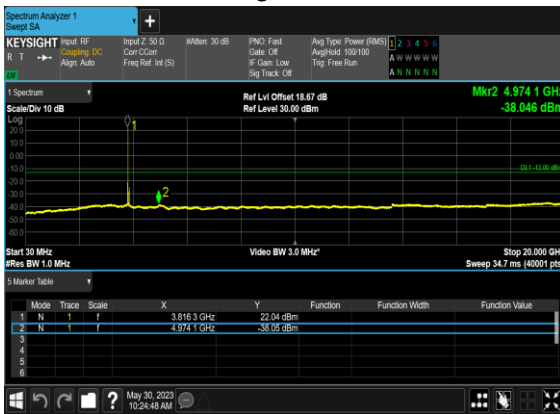 Spectrum Analyzer 1
Swept SA
KEYSIGHT Input: RF Input Z: 50 Ω #Atten: 30 dB PNO: Fast Avg Type: Power (RMS) 1 2 3 4 5 6
R T Coupling: DC Corr CCorr Gate: Off Avg|Hold: 100/100 A W W W W W
Align: Auto Freq Ref: Int (S) IF Gain: Low Trig: Free Run
Sig Track: Off A N N N N N
1 Spectrum Ref Lvl Offset 18.67 dB Mkr2 4.974 1 GHz
Scale/Div 10 dB Ref Level 30.00 dBm -38.046 dBm
Log
20.0 1
10.0
0.00
-10.0 DL1 -13.00 dBm
-20.0
-30.0 2
-40.0
-50.0
-60.0
Start 30 MHz Video BW 3.0 MHz* Stop 20.000 GHz
#Res BW 1.0 MHz Sweep 34.7 ms (40001 pts)
5 Marker Table
Mode Trace Scale X Y Function Function Width Function Value
1 N 1 f 3.816 3 GHz 22.04 dBm
2 N 1 f 4.974 1 GHz -38.05 dBm
3
4
5
6
? May 30, 2023
10:24:48 AM